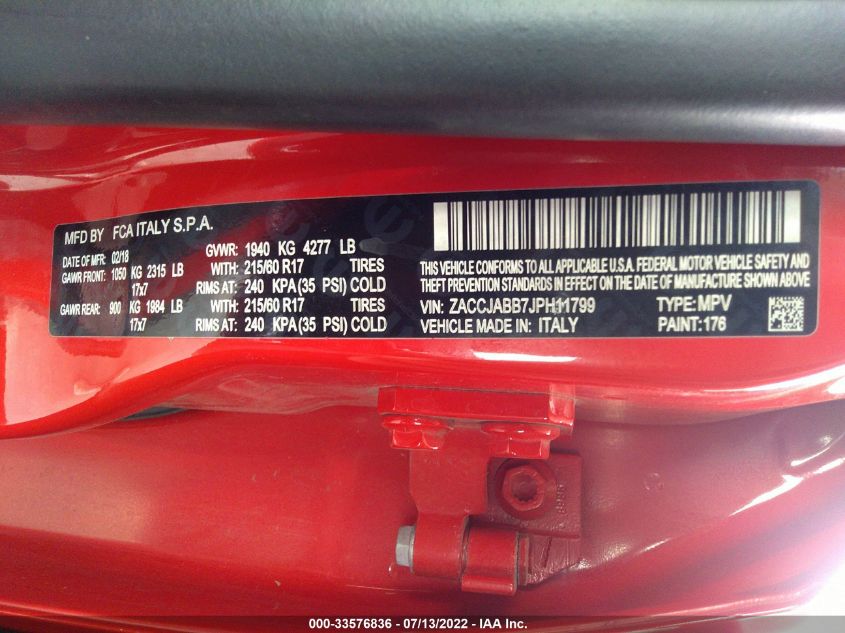 MFD BY FCA ITALY S.P.A.
DATE OF MFR: 02/18 GVWR: 1940 KG 4277 LB
GAWR FRONT: 1050 KG 2315 LB WITH: 215/60 R17 TIRES
17x7 RIMS AT: 240 KPA(35 PSI) COLD
GAWR REAR: 900 KG 1984 LB WITH: 215/60 R17 TIRES
17x7 RIMS AT: 240 KPA(35 PSI) COLD
THIS VEHICLE CONFORMS TO ALL APPLICABLE U.S.A. FEDERAL MOTOR VEHICLE SAFETY AND
THEFT PREVENTION STANDARDS IN EFFECT ON THE DATE OF MANUFACTURE SHOWN ABOVE.
VIN: ZACCJABB7JPH11799 TYPE: MPV
VEHICLE MADE IN: ITALY PAINT: 176
000-33576836 - 07/13/2022 - IAA Inc.